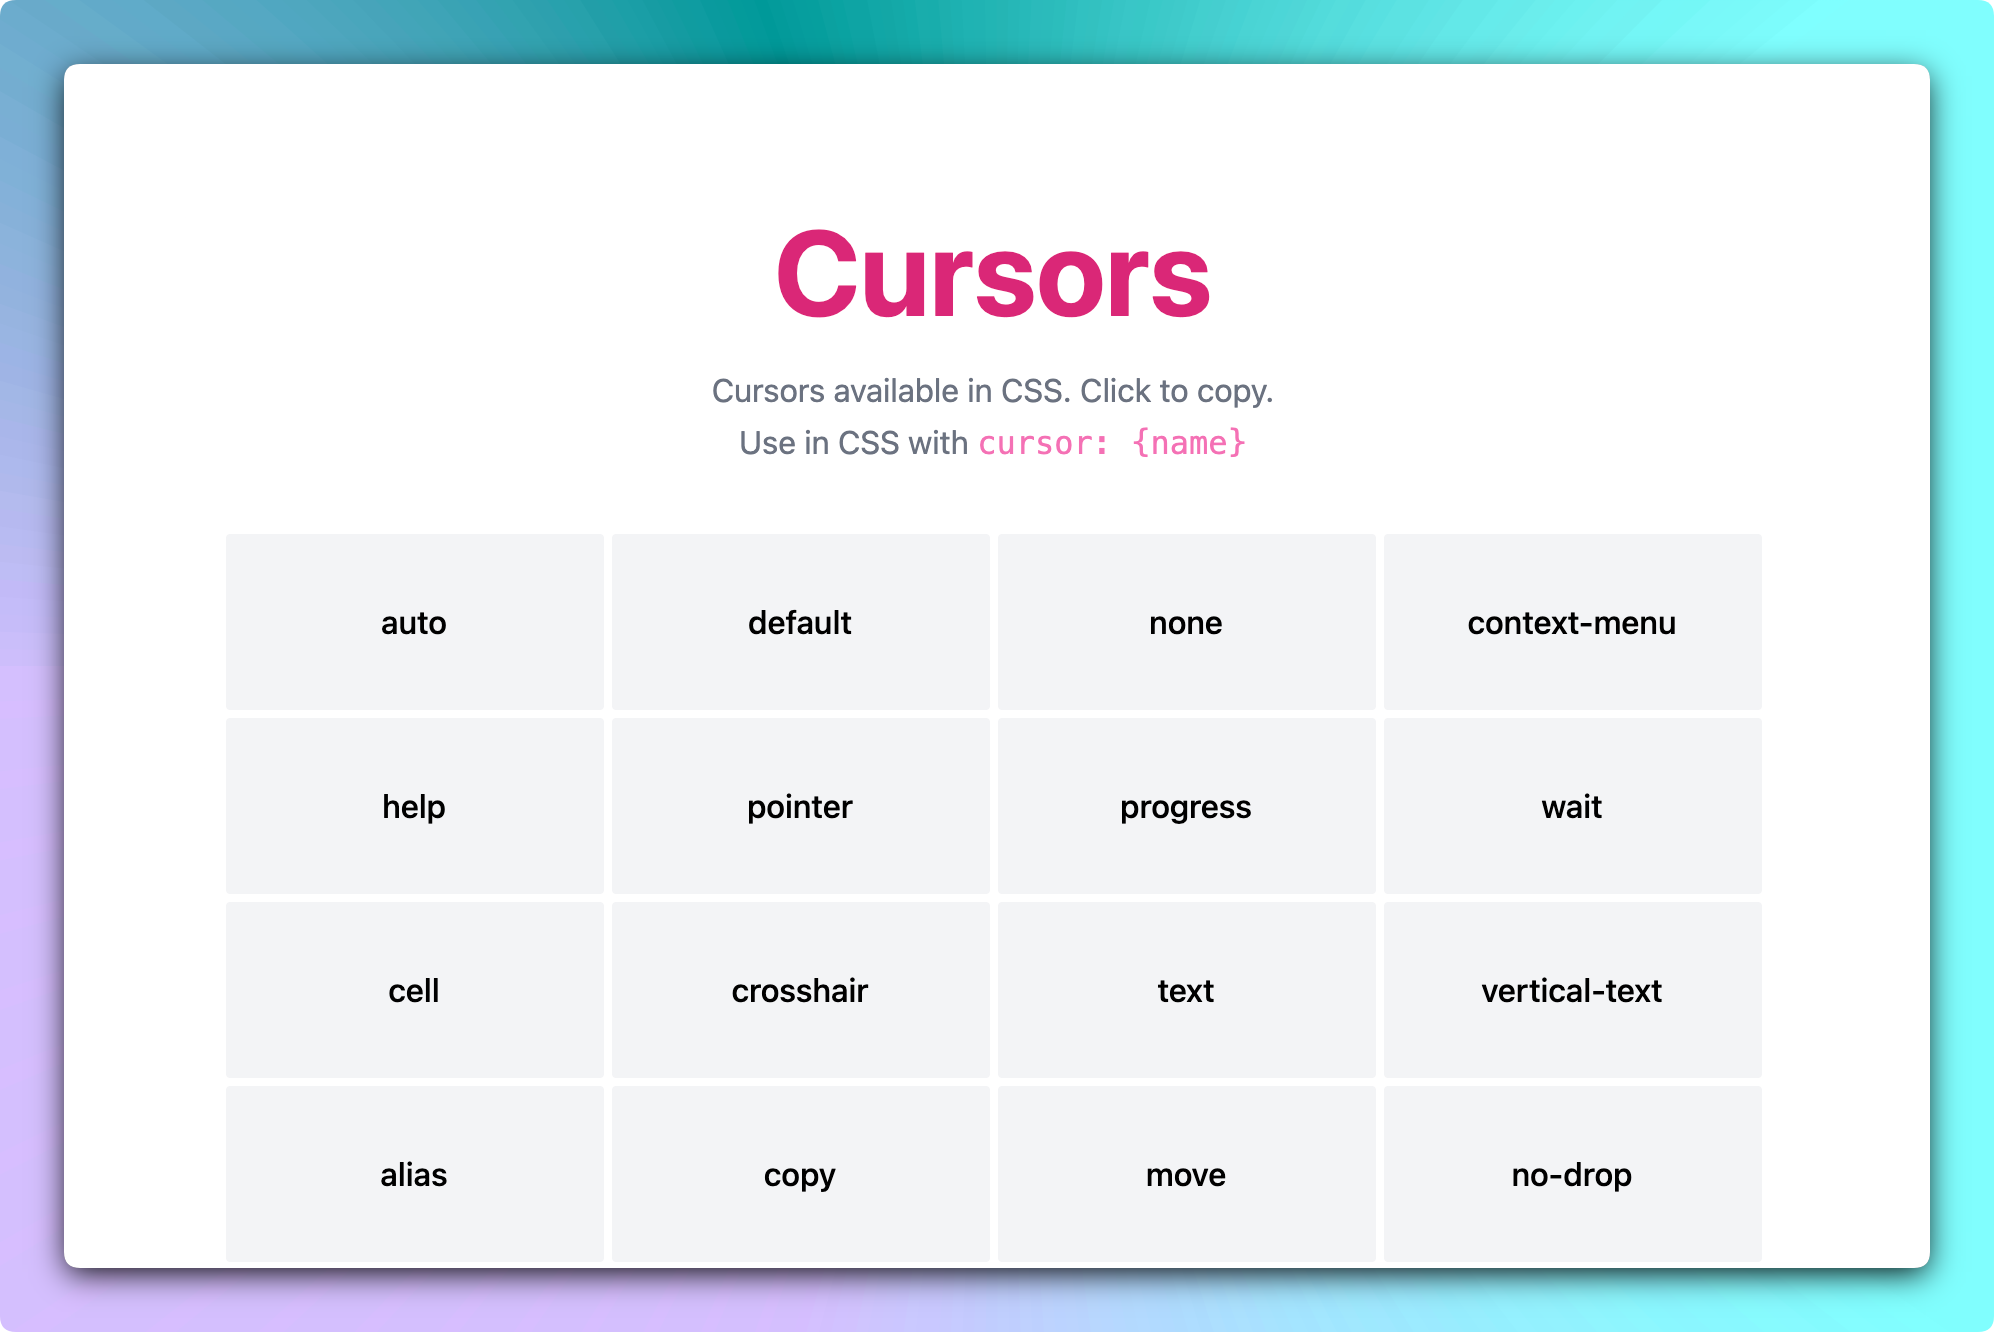 Cursors
Cursors available in CSS. Click to copy.
Use in CSS with cursor: {name}
auto default none context-menu
help pointer progress wait
cell crosshair text vertical-text
alias copy move no-drop